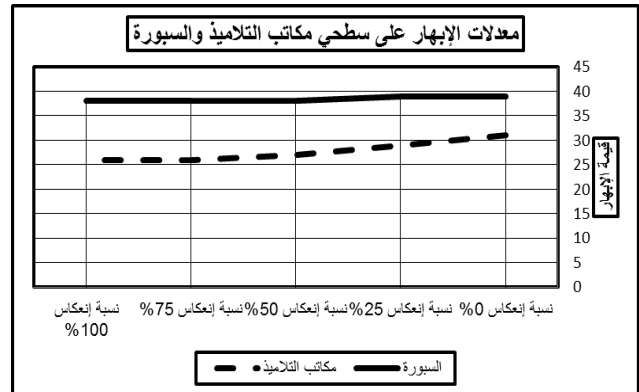 معدلات الإبهار على سطحي مكاتب التلاميذ والسبورة
45
40
35
30
25
20
15
10
5
0
قيمة الإبهار
نسبة إنعكاس 0%
نسبة إنعكاس 25%
نسبة إنعكاس 50%
نسبة إنعكاس 75%
نسبة إنعكاس
100%
السبورة
مكاتب التلاميذ